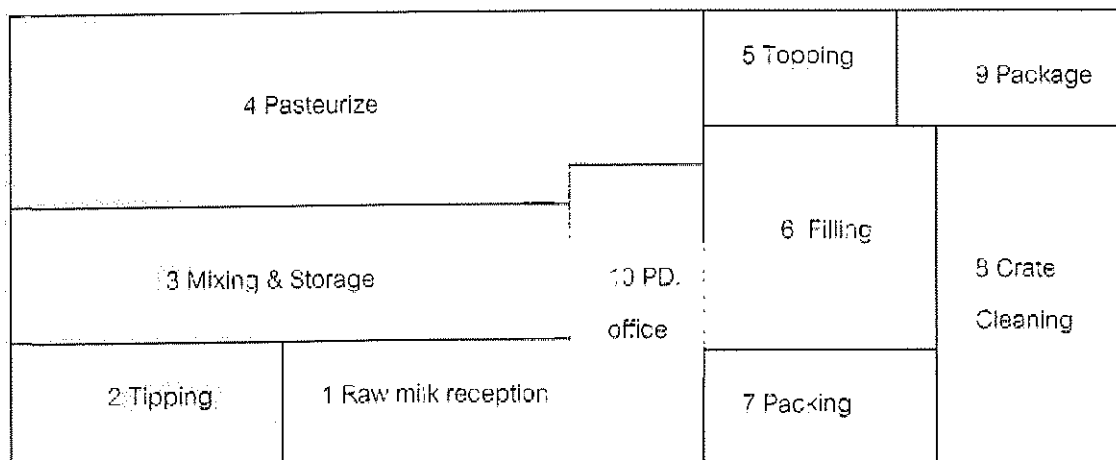 5 Topping
9 Package
4 Pasteurize
6 Filling
3 Mixing & Storage
10 PD.
office
8 Crate
Cleaning
2 Tipping
1 Raw milk reception
7 Packing